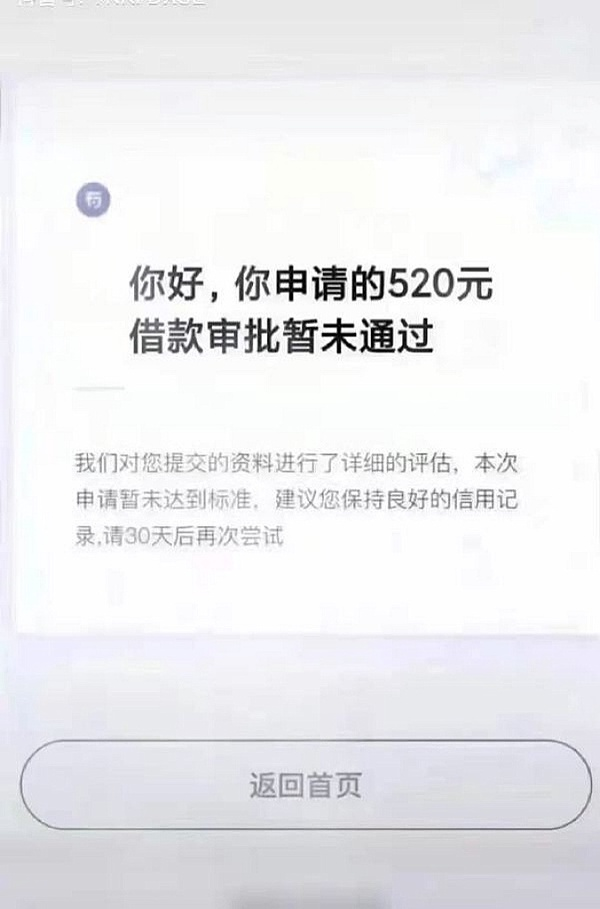 你好，你申请的520元
借款审批暂未通过
我们对您提交的资料进行了详细的评估，本次
申请暂未达到标准，建议您保持良好的信用记
录,请30天后再次尝试
返回首页